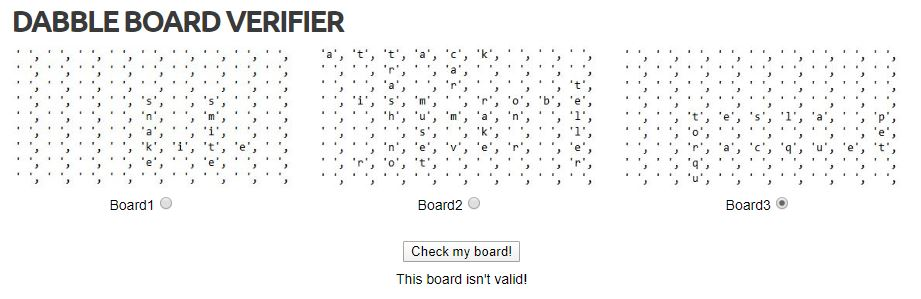 DABBLE BOARD VERIFIER
' ', ' ', ' ', ' ', ' ', ' ', ' ', ' ', ' ', 'a', 't', 't', 'a', 'c', 'k', ' ', ' ', ' ', ' ', ' ', ' ', ' ', ' ', ' ', ' ', ' ', ' ',
' ', ' ', ' ', ' ', ' ', ' ', ' ', ' ', ' ', ' ', ' ', 'r', ' ', 'a', ' ', ' ', ' ', ' ', ' ', ' ', ' ', ' ', ' ', ' ', ' ', ' ', ' ',
' ', ' ', ' ', ' ', ' ', ' ', ' ', ' ', ' ', ' ', ' ', 'a', ' ', 'r', ' ', ' ', ' ', 't', ' ', ' ', ' ', ' ', ' ', ' ', ' ', ' ', ' ',
' ', ' ', ' ', ' ', 's', ' ', 's', ' ', ' ', ' ', 'i', 's', 'm', ' ', 'r', 'o', 'b', 'e', ' ', ' ', ' ', ' ', ' ', ' ', ' ', ' ', ' ',
' ', ' ', ' ', ' ', 'n', ' ', 'm', ' ', ' ', ' ', ' ', 'h', 'u', 'm', 'a', 'n', ' ', 'l', ' ', ' ', 't', 'e', 's', 'l', 'a', ' ', 'p',
' ', ' ', ' ', ' ', 'a', ' ', 'i', ' ', ' ', ' ', ' ', ' ', 's', ' ', 'k', ' ', ' ', 'l', ' ', ' ', 'o', ' ', ' ', ' ', ' ', ' ', 'e',
' ', ' ', ' ', ' ', 'k', 'i', 't', 'e', ' ', ' ', ' ', 'n', 'e', 'v', 'e', 'r', ' ', 'e', ' ', ' ', 'r', 'a', 'c', 'q', 'u', 'e', 't',
' ', ' ', ' ', ' ', 'e', ' ', 'e', ' ', ' ', ' ', 'r', 'o', 't', ' ', ' ', ' ', ' ', 'r', ' ', ' ', 'q', ' ', ' ', ' ', ' ', ' ', ' ',
' ', ' ', ' ', ' ', ' ', ' ', ' ', ' ', ' ', ' ', ' ', ' ', ' ', ' ', ' ', ' ', ' ', ' ', ' ', ' ', 'u', ' ', ' ', ' ', ' ', ' ', ' ',
Board1 Board2 Board3
Check my board!
This board isn't valid!